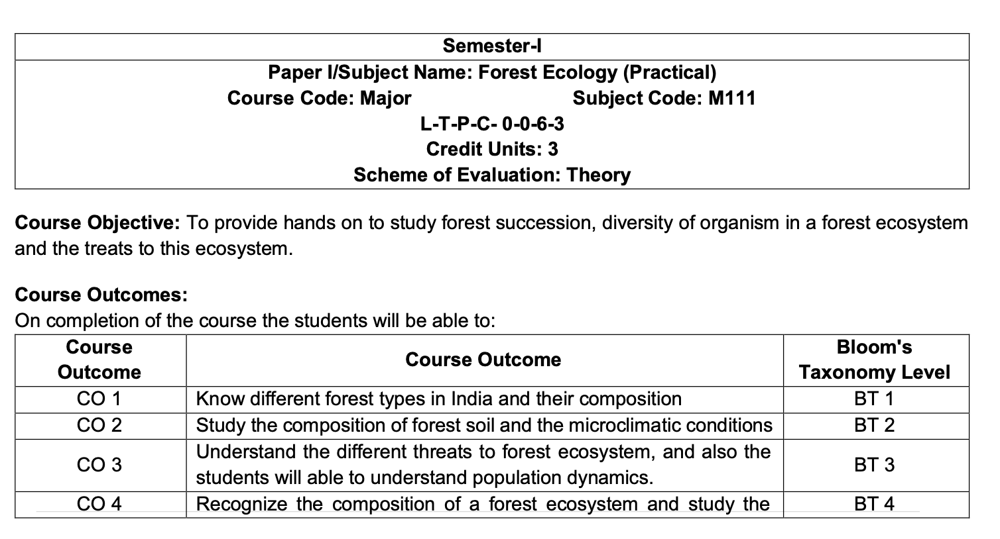 Semester-I
Paper I/Subject Name: Forest Ecology (Practical)
Course Code: Major Subject Code: M111
L-T-P-C- 0-0-6-3
Credit Units: 3
Scheme of Evaluation: Theory
Course Objective: To provide hands on to study forest succession, diversity of organism in a forest ecosystem
and the treats to this ecosystem.
Course Outcomes:
On completion of the course the students will be able to:
Course
Outcome
Course Outcome
Bloom's
Taxonomy Level
CO 1 Know different forest types in India and their composition BT 1
CO 2 Study the composition of forest soil and the microclimatic conditions BT 2
CO 3
Understand the different threats to forest ecosystem, and also the
students will able to understand population dynamics.
BT 3
CO 4 Recognize the composition of a forest ecosystem and study the BT 4